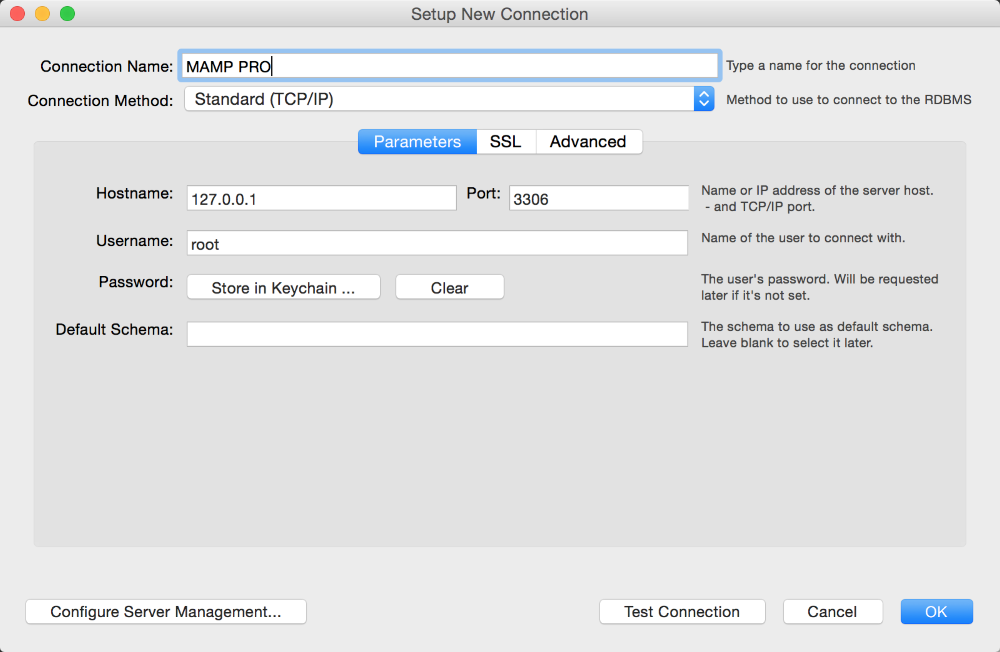 Setup New Connection
Connection Name: MAMP PRO Type a name for the connection
Connection Method: Standard (TCP/IP) Method to use to connect to the RDBMS
Parameters SSL Advanced
Hostname: 127.0.0.1 Port: 3306 Name or IP address of the server host.
- and TCP/IP port.
Username: root Name of the user to connect with.
Password: Store in Keychain ... Clear The user's password. Will be requested
later if it's not set.
Default Schema: The schema to use as default schema.
Leave blank to select it later.
Configure Server Management... Test Connection Cancel OK